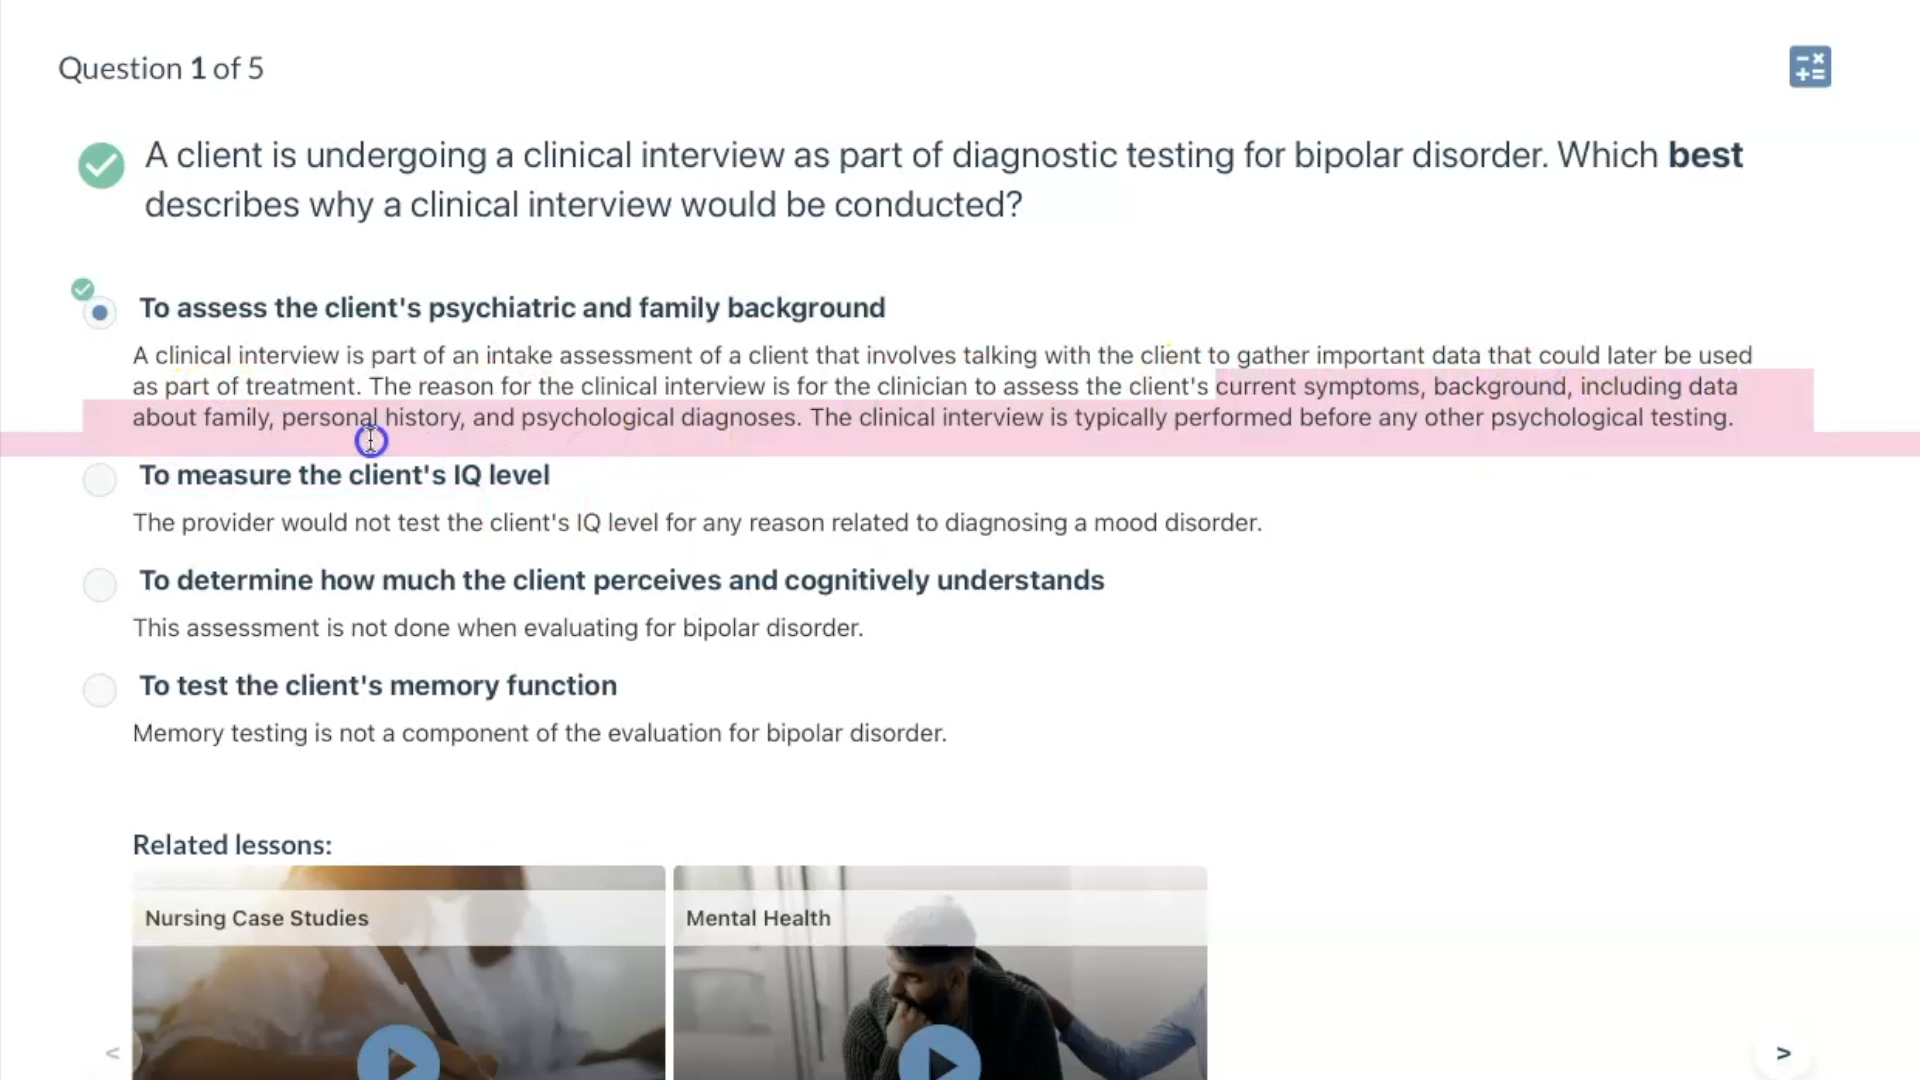 Question 1 of 5
A client is undergoing a clinical interview as part of diagnostic testing for bipolar disorder. Which best
describes why a clinical interview would be conducted?
To assess the client's psychiatric and family background
A clinical interview is part of an intake assessment of a client that involves talking with the client to gather important data that could later be used
as part of treatment. The reason for the clinical interview is for the clinician to assess the client's current symptoms, background, including data
about family, personal history, and psychological diagnoses. The clinical interview is typically performed before any other psychological testing.
To measure the client's IQ level
The provider would not test the client's IQ level for any reason related to diagnosing a mood disorder.
To determine how much the client perceives and cognitively understands
This assessment is not done when evaluating for bipolar disorder.
To test the client's memory function
Memory testing is not a component of the evaluation for bipolar disorder.
Related lessons:
Nursing Case Studies
Mental Health
< >